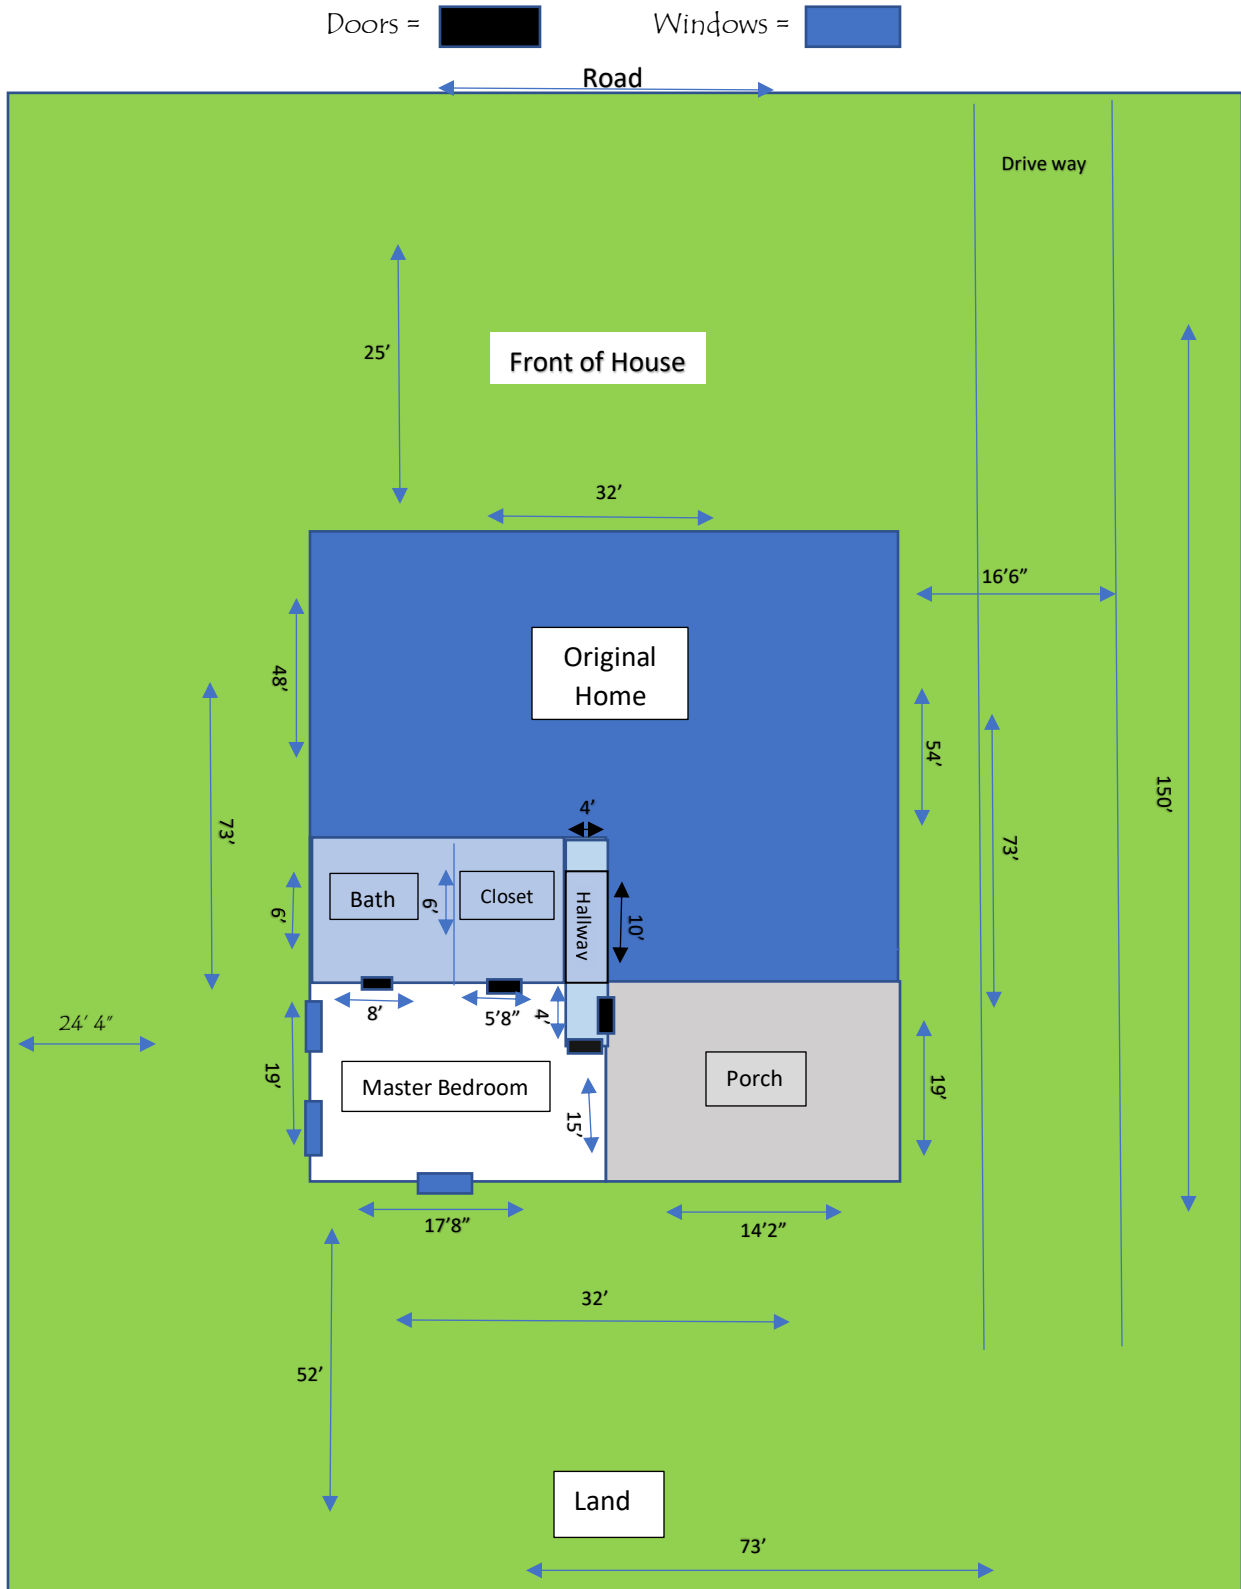 Doors =
Windows =
Road
Drive way
25’
Front of House
32’
16’6”
Original
Home
48’
54’
73’
73’
150’
4’
Bath
6’
Closet
Hallway
10’
6’
8’
5’8”
4’
24’ 4”
19’
Master Bedroom
15’
Porch
19’
17’8”
14’2”
32’
52’
Land
73’